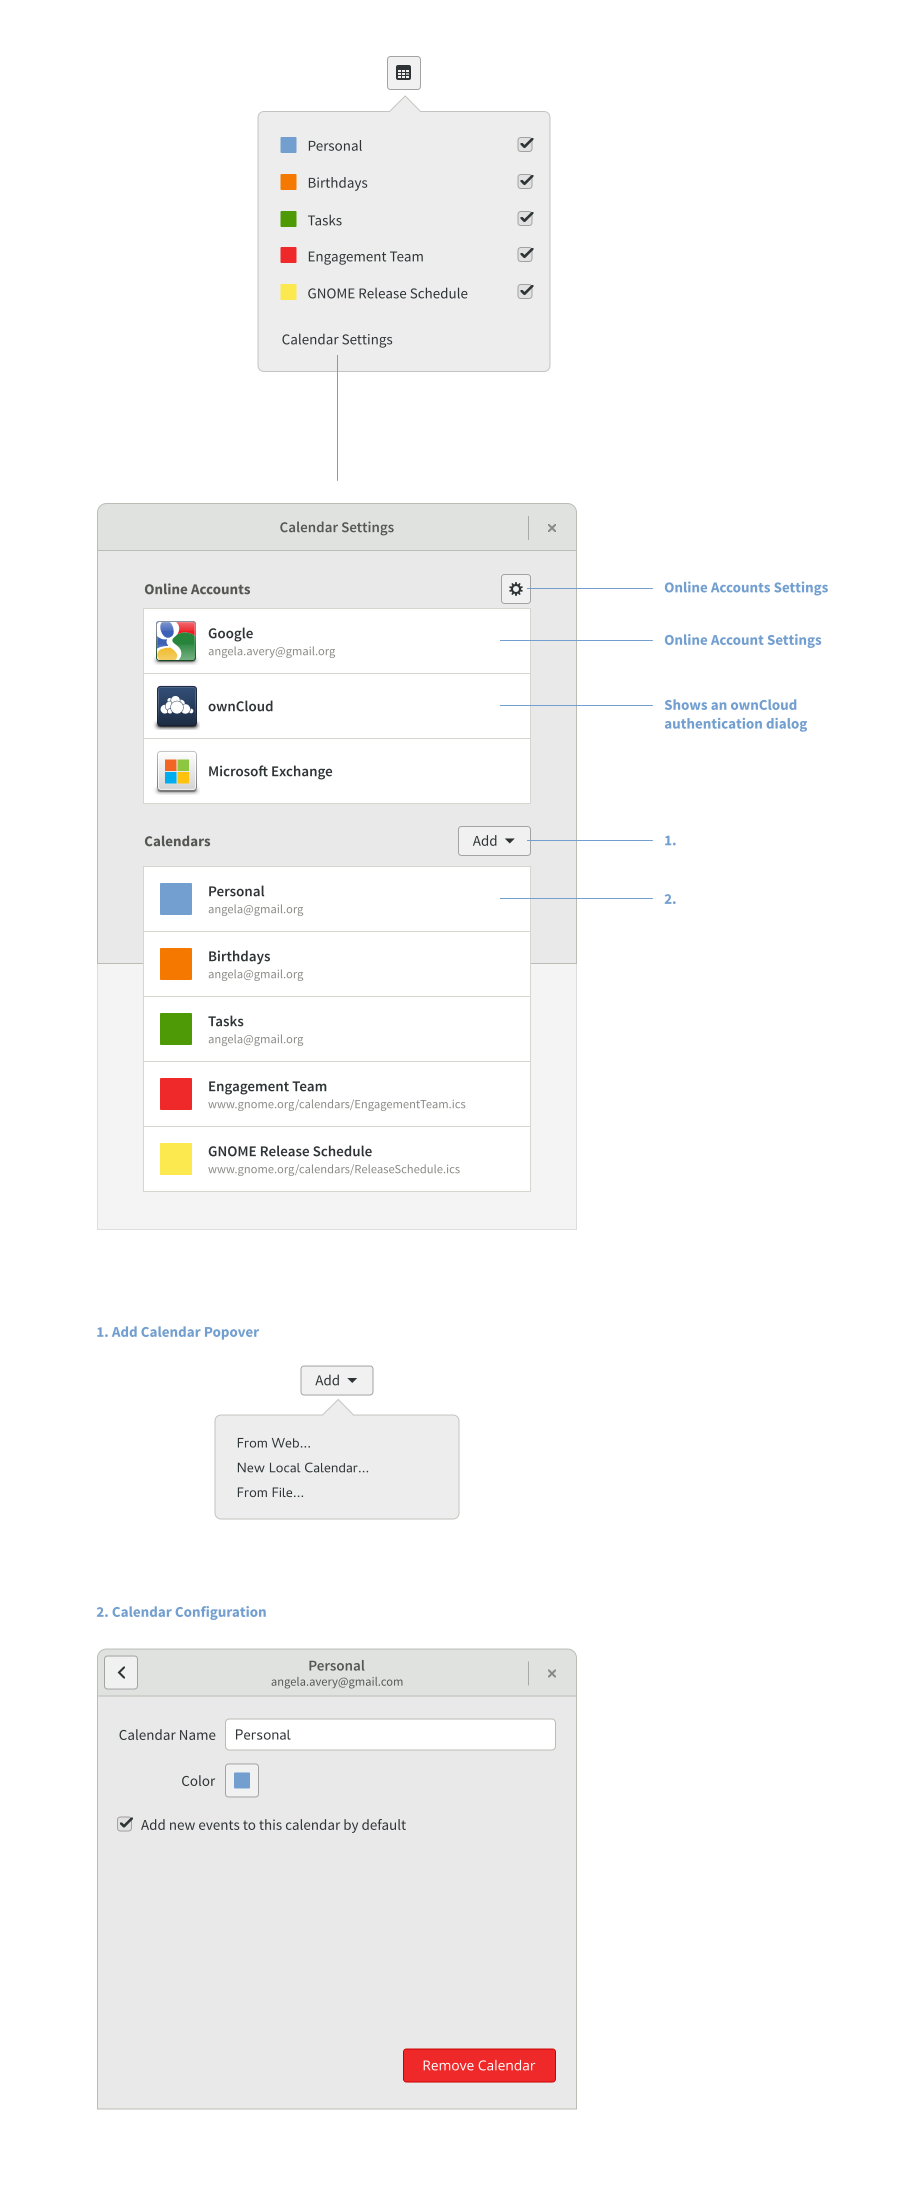 Personal
Birthdays
Tasks
Engagement Team
GNOME Release Schedule
Calendar Settings
Calendar Settings
Online Accounts
Online Accounts Settings
Google
angela.avery@gmail.org
Online Account Settings
ownCloud
Shows an ownCloud
authentication dialog
Microsoft Exchange
Calendars
Add
1.
Personal
angela@gmail.org
2.
Birthdays
angela@gmail.org
Tasks
angela@gmail.org
Engagement Team
www.gnome.org/calendars/EngagementTeam.ics
GNOME Release Schedule
www.gnome.org/calendars/ReleaseSchedule.ics
1. Add Calendar Popover
Add
From Web...
New Local Calendar...
From File...
2. Calendar Configuration
Personal
angela.avery@gmail.com
Calendar Name Personal
Color
Add new events to this calendar by default
Remove Calendar